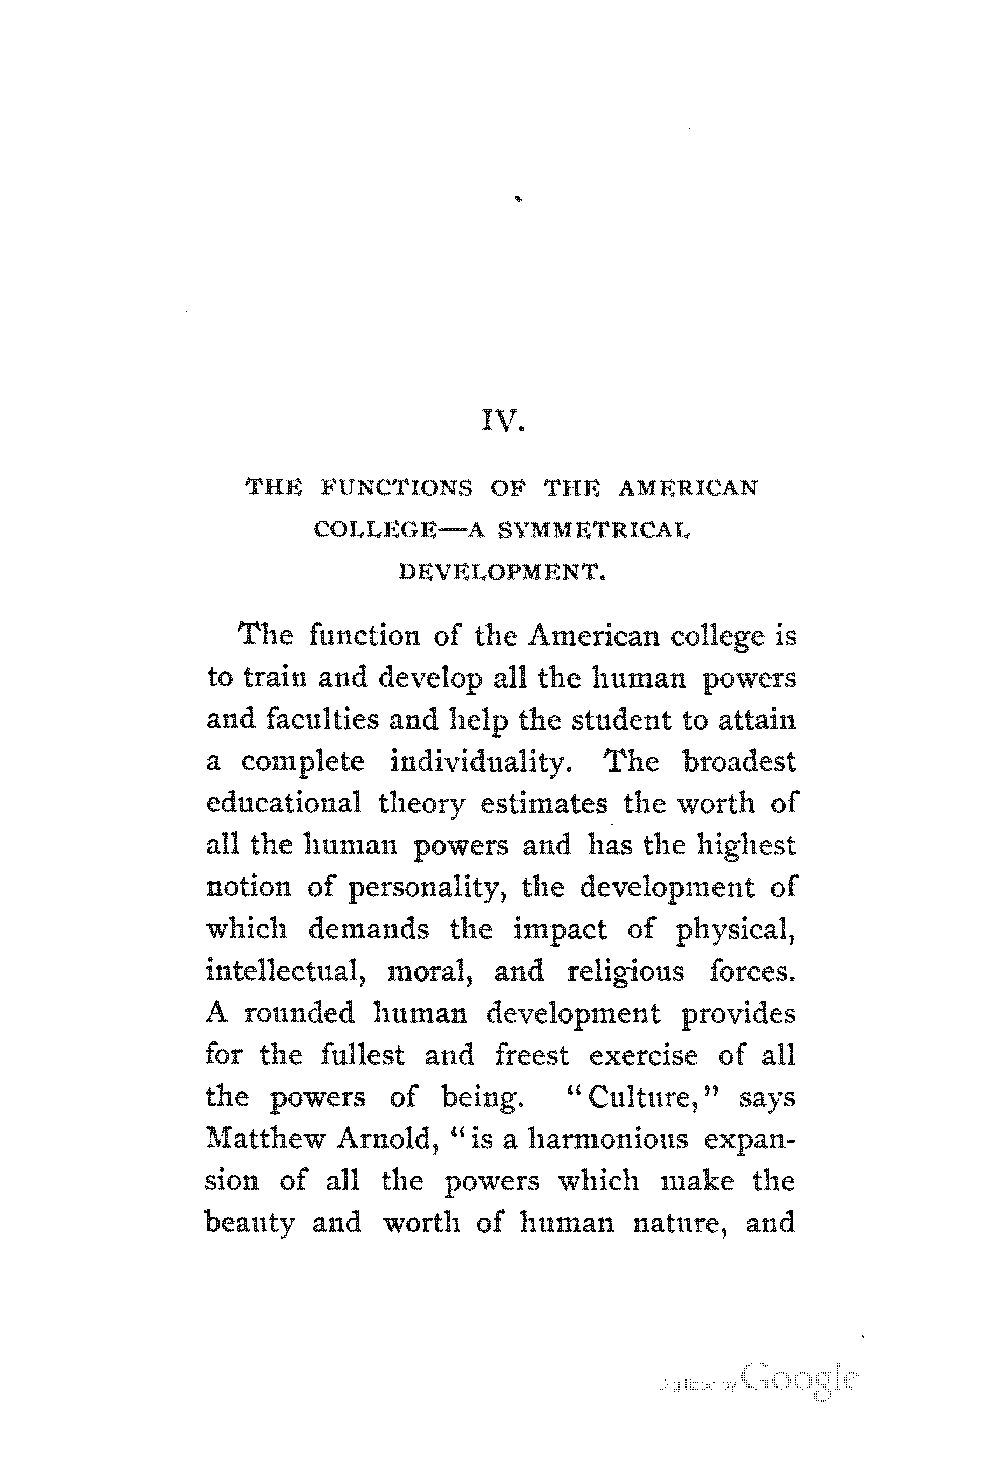 IV.
THE FUNCTIONS OF THE AMERICAN
COLLEGE—A SYMMETRICAL
DEVELOPMENT.
The function of the American college is
to train and develop all the human powers
and faculties and help the student to attain
a complete individuality. The broadest
educational theory estimates the worth of
all the human powers and has the highest
notion of personality, the development of
which demands the impact of physical,
intellectual, moral, and religious forces.
A rounded human development provides
for the fullest and freest exercise of all
the powers of being. "Culture," says
Matthew Arnold, "is a harmonious expan-
sion of all the powers which make the
beauty and worth of human nature, and
Digitized by Google